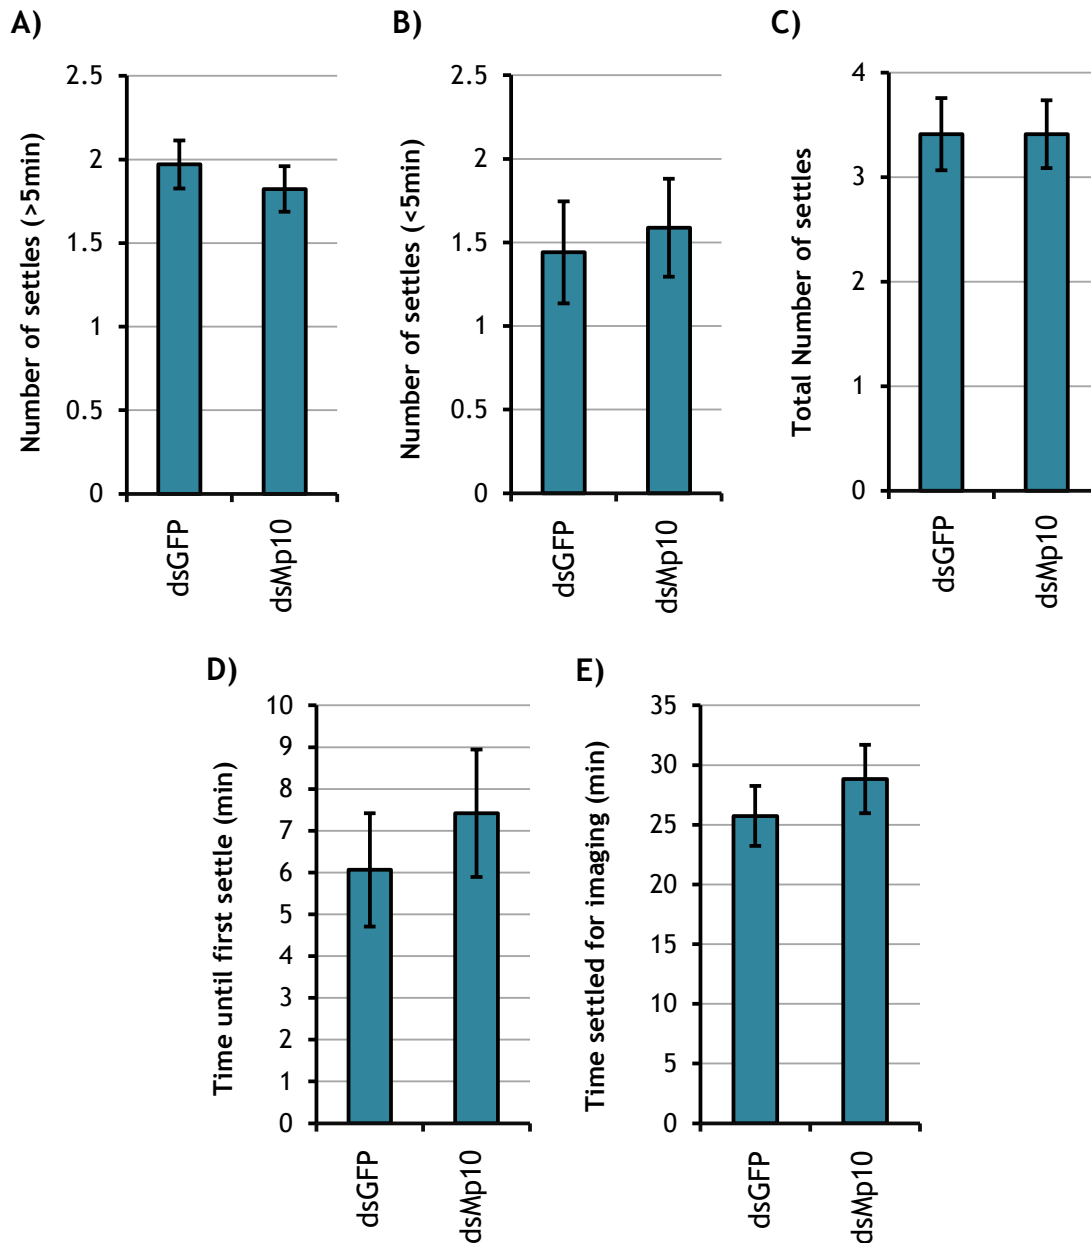 A)
Number of settles (>5min)
2.5
2
1.5
1
0.5
0
dsGFP
dsMp10
B)
Number of settles (<5min)
2.5
2
1.5
1
0.5
0
dsGFP
dsMp10
C)
Total Number of settles
4
3
2
1
0
dsGFP
dsMp10
D)
Time until first settle (min)
10
9
8
7
6
5
4
3
2
1
0
dsGFP
dsMp10
E)
Time settled for imaging (min)
35
30
25
20
15
10
5
0
dsGFP
dsMp10